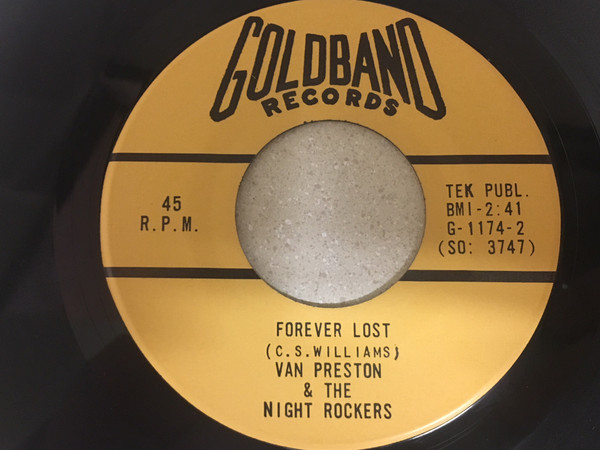 GOLDBAND
RECORDS
45
R.P.M.
TEK PUBL.
BMI-2:41
G-1174-2
(SO: 3747)
FOREVER LOST
(C.S.WILLIAMS)
VAN PRESTON
& THE
NIGHT ROCKERS